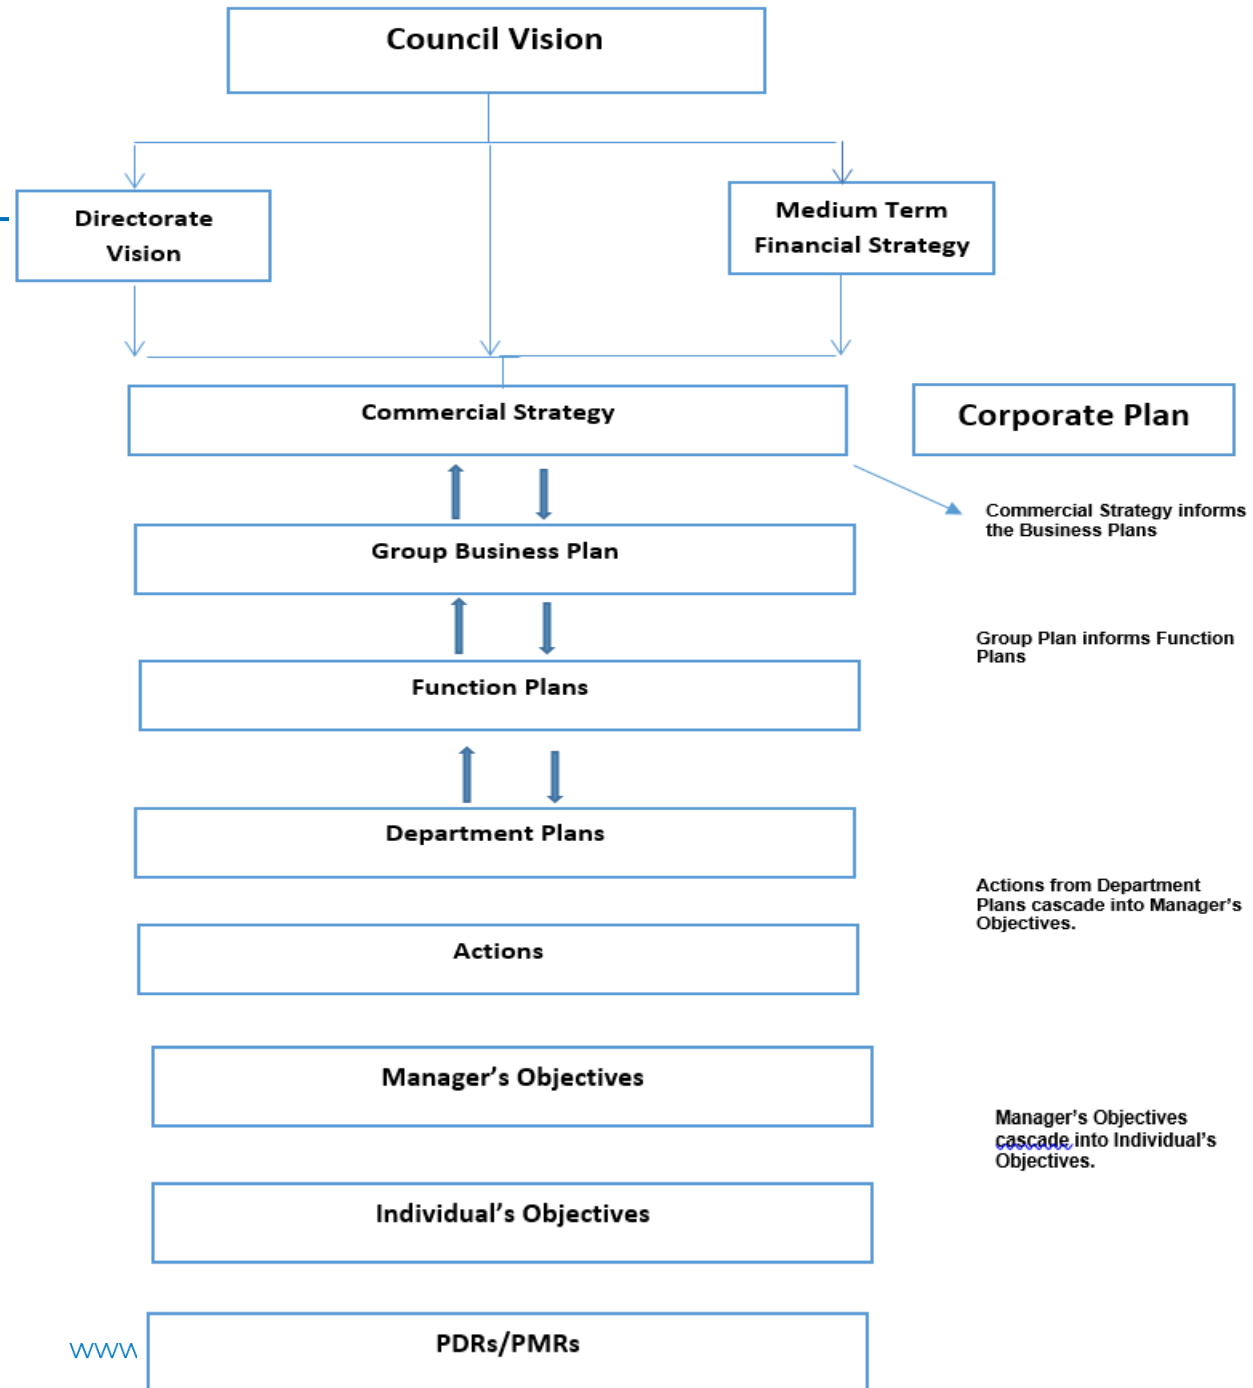 Council Vision
Directorate
Vision
Medium Term
Financial Strategy
Commercial Strategy
Corporate Plan
Commercial Strategy informs
the Business Plans
Group Business Plan
Group Plan informs Function
Plans
Function Plans
Department Plans
Actions from Department
Plans cascade into Manager’s
Objectives.
Actions
Manager’s Objectives
Manager’s Objectives
cascade into Individual’s
Objectives.
Individual’s Objectives
PDRs/PMRs
www